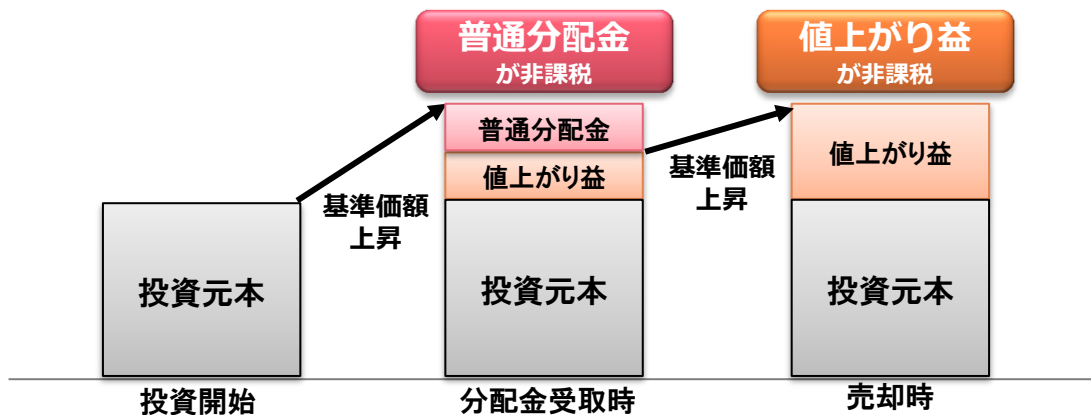 普通分配金
が非課税
値上がり益
が非課税
普通分配金
値上がり益
値上がり益
基準価額
上昇
基準価額
上昇
投資元本
投資元本
投資元本
投資開始
分配金受取時
売却時